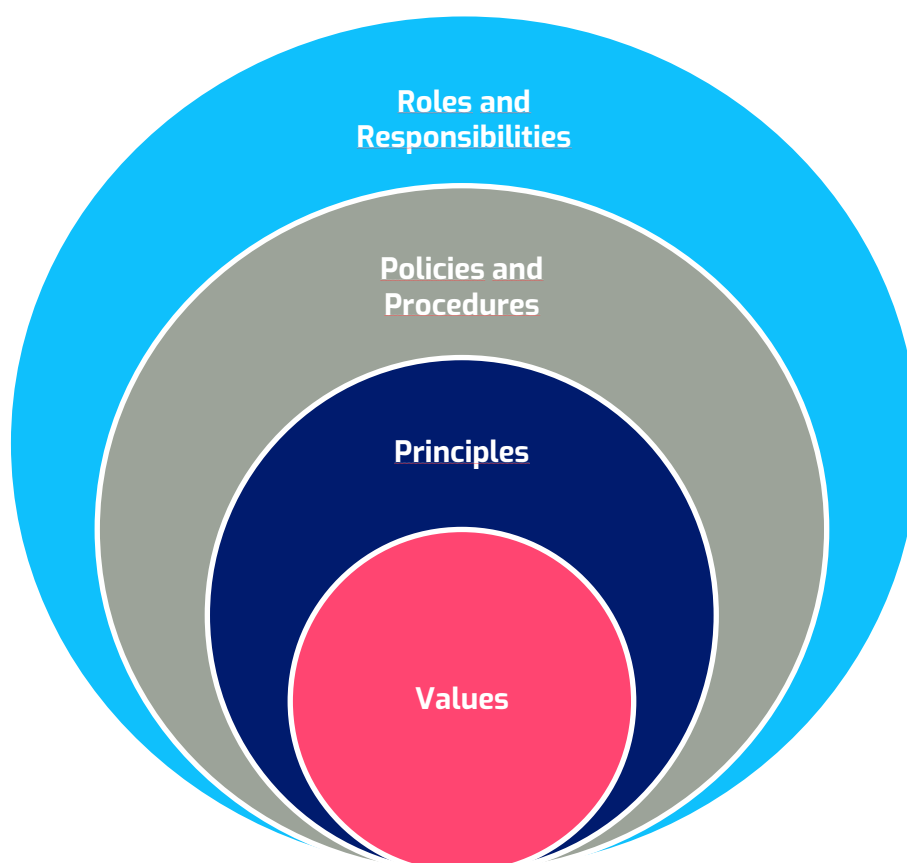 Roles and
Responsibilities
Policies and
Procedures
Principles
Values